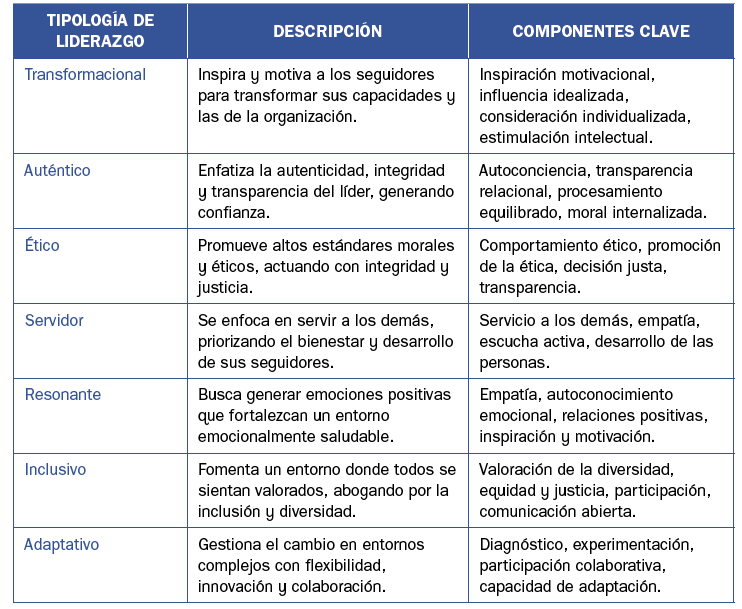 TIPOLOGÍA DE
LIDERAZGO
DESCRIPCIÓN
COMPONENTES CLAVE
Transformacional
Inspira y motiva a los seguidores
para transformar sus capacidades y
las de la organización.
Inspiración motivacional,
influencia idealizada,
consideración individualizada,
estimulación intelectual.
Auténtico
Enfatiza la autenticidad, integridad
y transparencia del líder, generando
confianza.
Autoconciencia, transparencia
relacional, procesamiento
equilibrado, moral internalizada.
Ético
Promueve altos estándares morales
y éticos, actuando con integridad y
justicia.
Comportamiento ético, promoción
de la ética, decisión justa,
transparencia.
Servidor
Se enfoca en servir a los demás,
priorizando el bienestar y desarrollo
de sus seguidores.
Servicio a los demás, empatía,
escucha activa, desarrollo de las
personas.
Resonante
Busca generar emociones positivas
que fortalezcan un entorno
emocionalmente saludable.
Empatía, autoconocimiento
emocional, relaciones positivas,
inspiración y motivación.
Inclusivo
Fomenta un entorno donde todos se
sientan valorados, abogando por la
inclusión y diversidad.
Valoración de la diversidad,
equidad y justicia, participación,
comunicación abierta.
Adaptativo
Gestiona el cambio en entornos
complejos con flexibilidad,
innovación y colaboración.
Diagnóstico, experimentación,
participación colaborativa,
capacidad de adaptación.